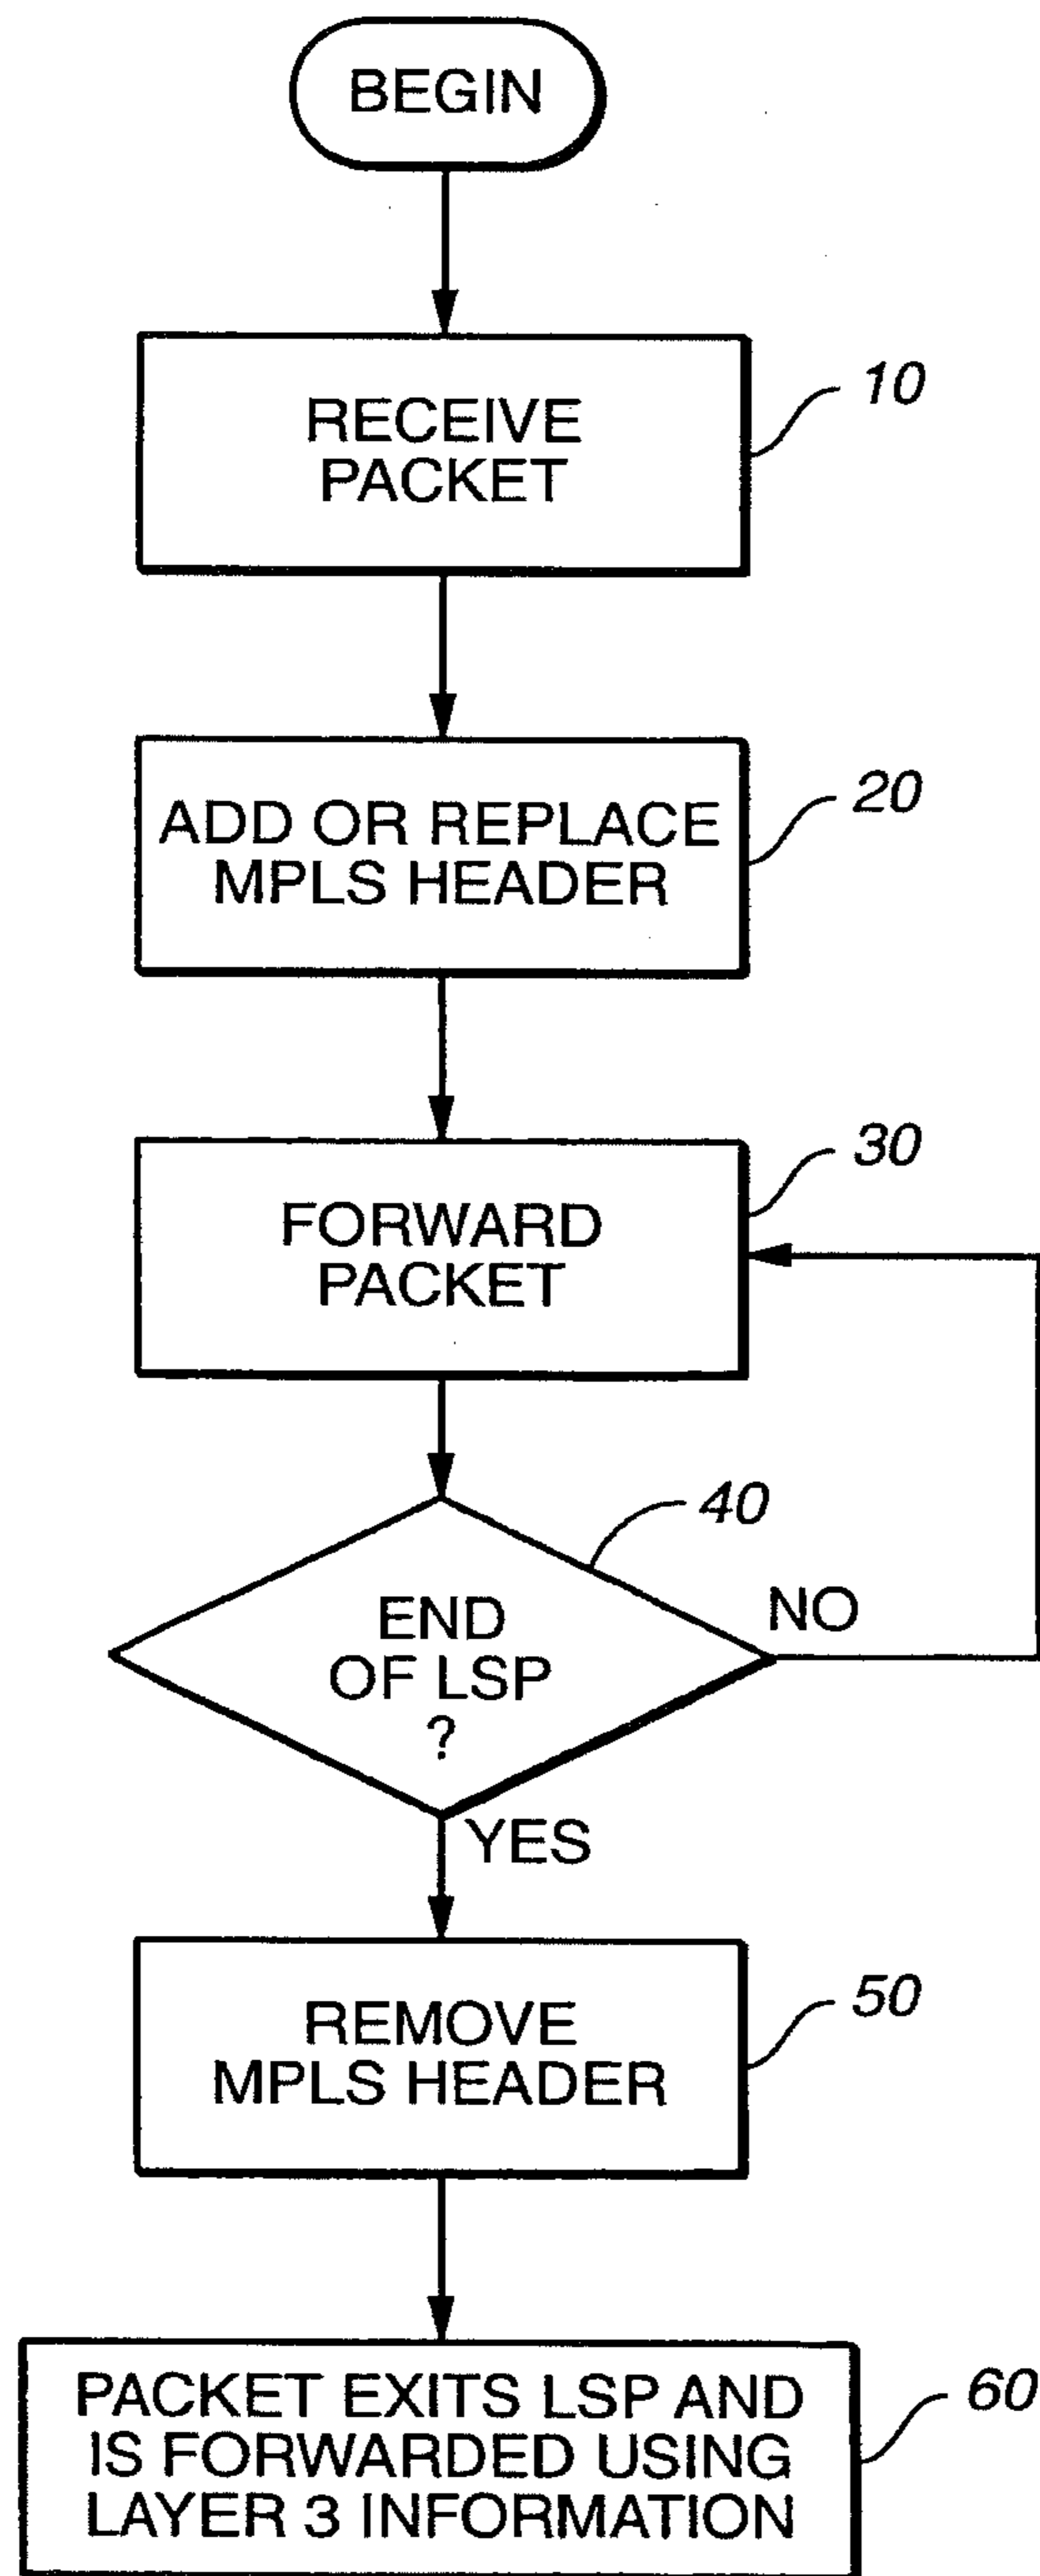 BEGIN
RECEIVE
PACKET
10
ADD OR REPLACE
MPLS HEADER
20
FORWARD
PACKET
30
END
OF LSP
?
40
NO
YES
REMOVE
MPLS HEADER
50
PACKET EXITS LSP AND
IS FORWARDED USING
LAYER 3 INFORMATION
60